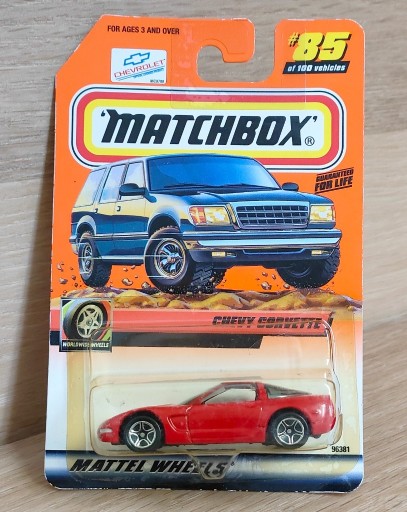 FOR AGES 3 AND OVER
CHEVROLET
#85
of 100 vehicles
MATCHBOX®
GUARANTEED
FOR LIFE
CHEVY CORVETTE
WORLDWIDE WHEELS
96381
MATTEL WHEELS